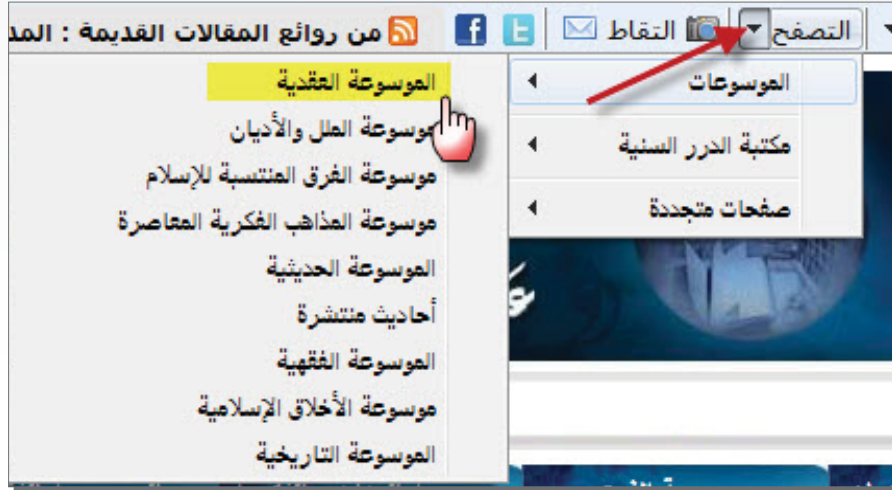 التصفح التقاط من روائع المقالات القديمة : المد
الموسوعات
مكتبة الدرر السنية
صفحات متجددة
الموسوعة العقدية
موسوعة الملل والأديان
موسوعة الفرق المنتسبة للإسلام
موسوعة المذاهب الفكرية المعاصرة
الموسوعة الحديثية
أحاديث منتشرة
الموسوعة الفقهية
موسوعة الأخلاق الإسلامية
الموسوعة التاريخية